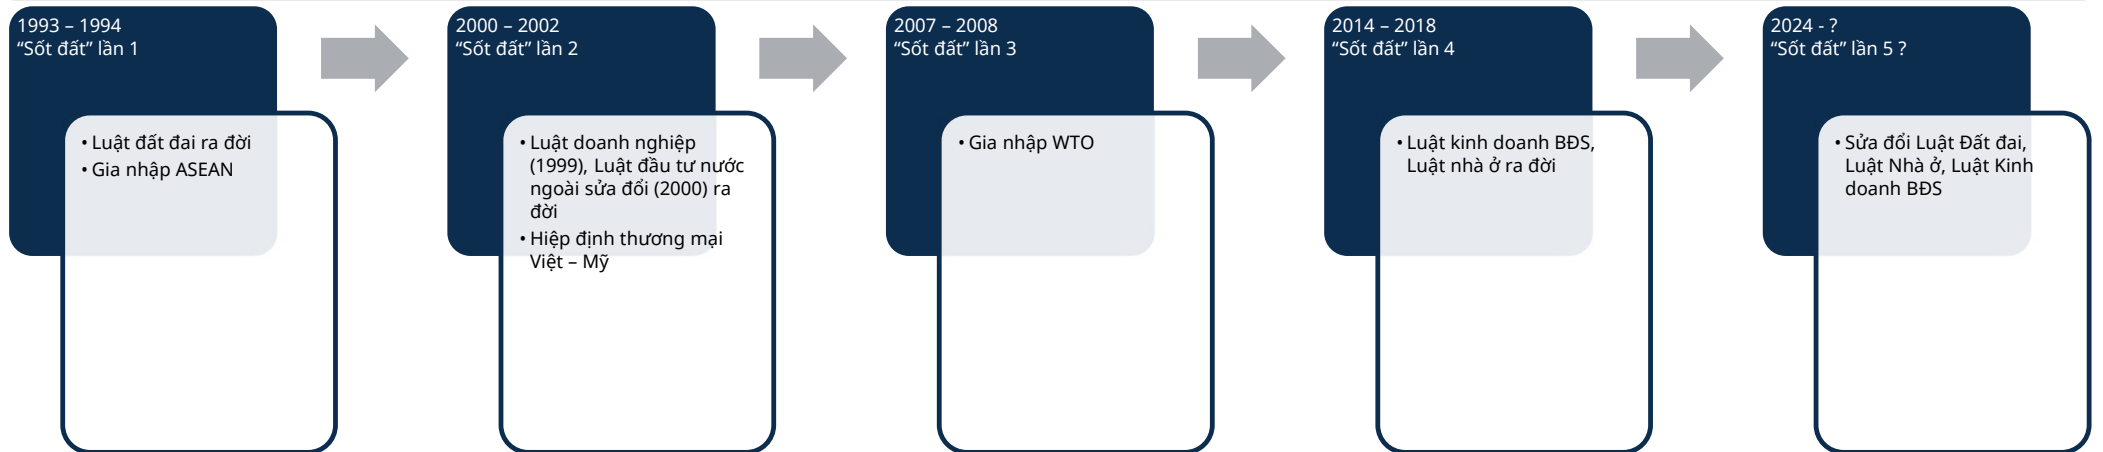 1993 – 1994
“Sốt đất” lần 1
• Luật đất đai ra đời
• Gia nhập ASEAN
2000 – 2002
“Sốt đất” lần 2
• Luật doanh nghiệp
(1999), Luật đầu tư nước
ngoài sửa đổi (2000) ra
đời
• Hiệp định thương mại
Việt – Mỹ
2007 – 2008
“Sốt đất” lần 3
• Gia nhập WTO
2014 – 2018
“Sốt đất” lần 4
• Luật kinh doanh BĐS,
Luật nhà ở ra đời
2024 - ?
“Sốt đất” lần 5 ?
• Sửa đổi Luật Đất đai,
Luật Nhà ở, Luật Kinh
doanh BĐS